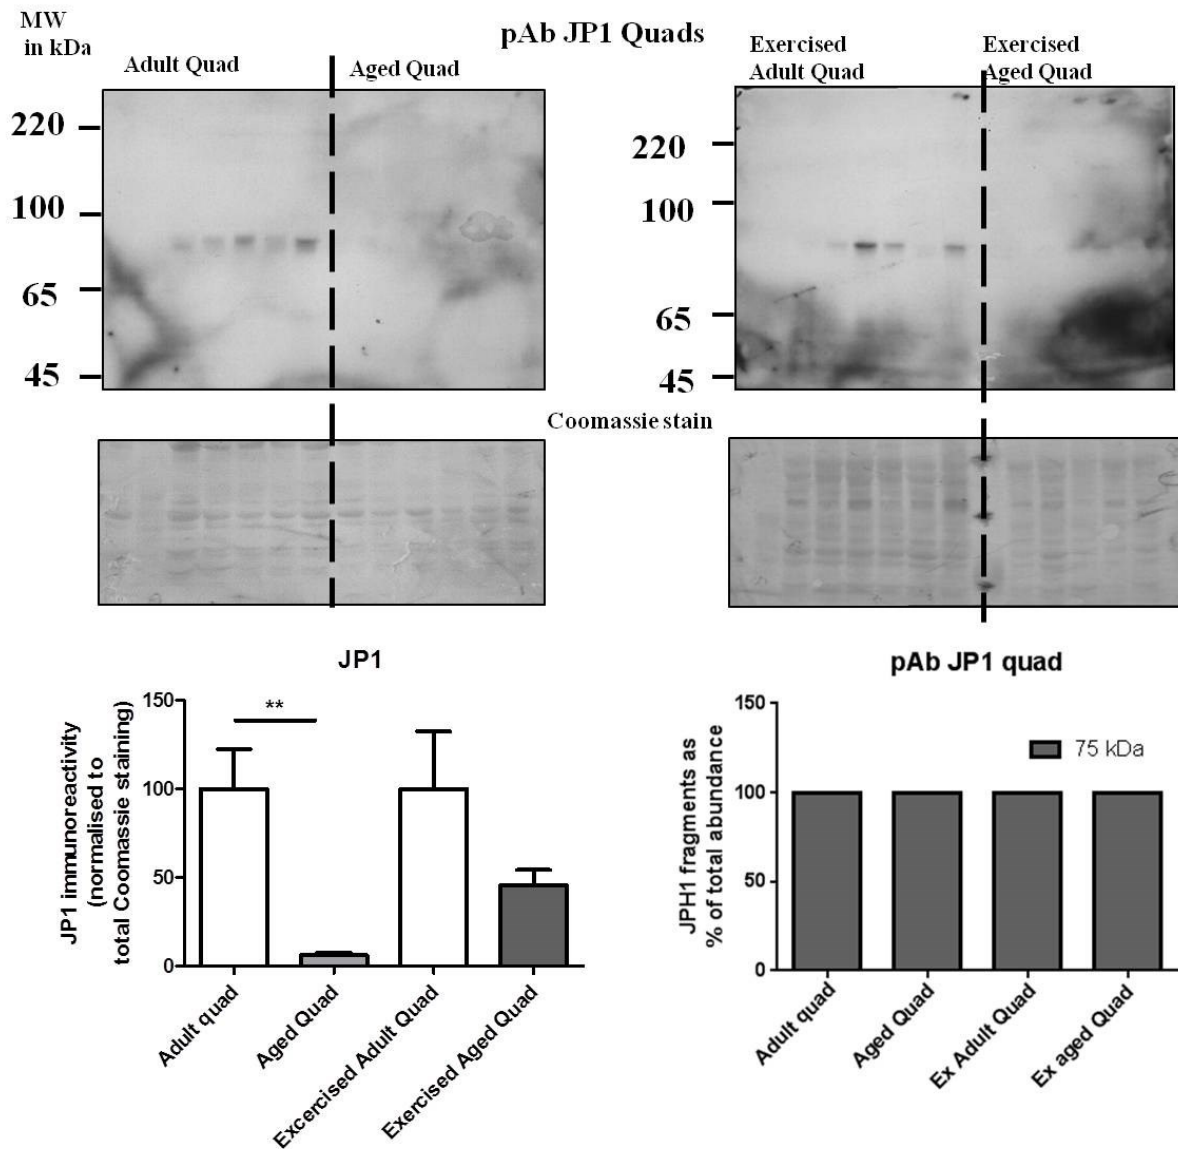 MW
in kDa
pAb JP1 Quads
Adult Quad
Aged Quad
Exercised
Adult Quad
Exercised
Aged Quad
220
100
65
45
220
100
65
45
Coomassie stain
JP1
JP1 immunoreactivity
(normalised to
total Coomassie staining)
150
100
50
0
**
Adult quad
Aged Quad
Excercised Adult Quad
Exercised Aged Quad
pAb JP1 quad
JPH1 fragments as
% of total abundance
150
100
50
0
75 kDa
Adult quad
Aged Quad
Ex Adult Quad
Ex aged Quad